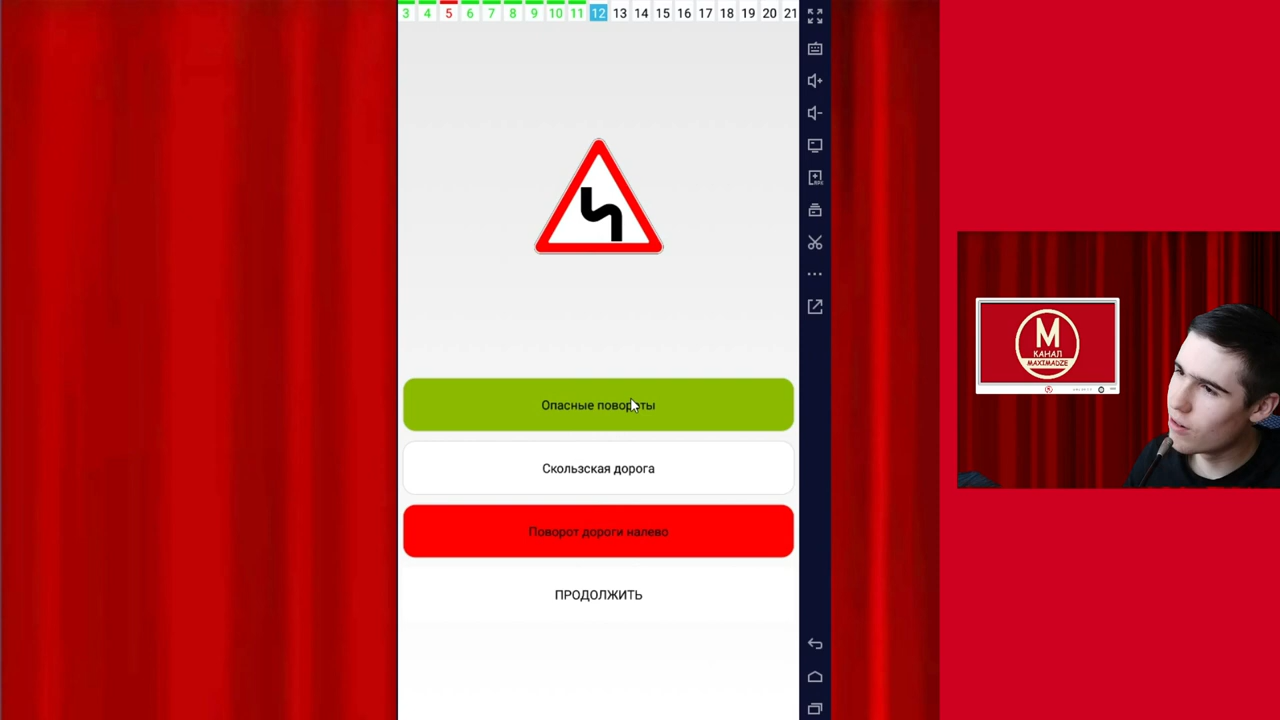 3 4 5 6 7 8 9 10 11 12 13 14 15 16 17 18 19 20 21
Опасные повороты
Скользская дорога
Поворот дороги налево
ПРОДОЛЖИТЬ
М
КАНАЛ
MAXIMADZE